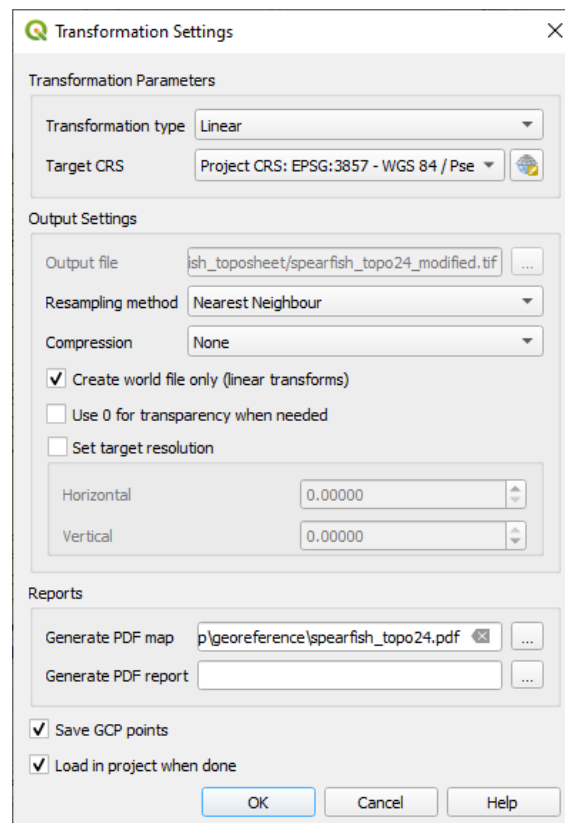 Transformation Settings
Transformation Parameters
Transformation type Linear
Target CRS Project CRS: EPSG:3857 - WGS 84 / Pse
Output Settings
Output file ish_toposheet/spearfish_topo24_modified.tif ...
Resampling method Nearest Neighbour
Compression None
Create world file only (linear transforms)
Use 0 for transparency when needed
Set target resolution
Horizontal 0.00000
Vertical 0.00000
Reports
Generate PDF map p\georeference\spearfish_topo24.pdf ...
Generate PDF report ...
Save GCP points
Load in project when done
OK Cancel Help